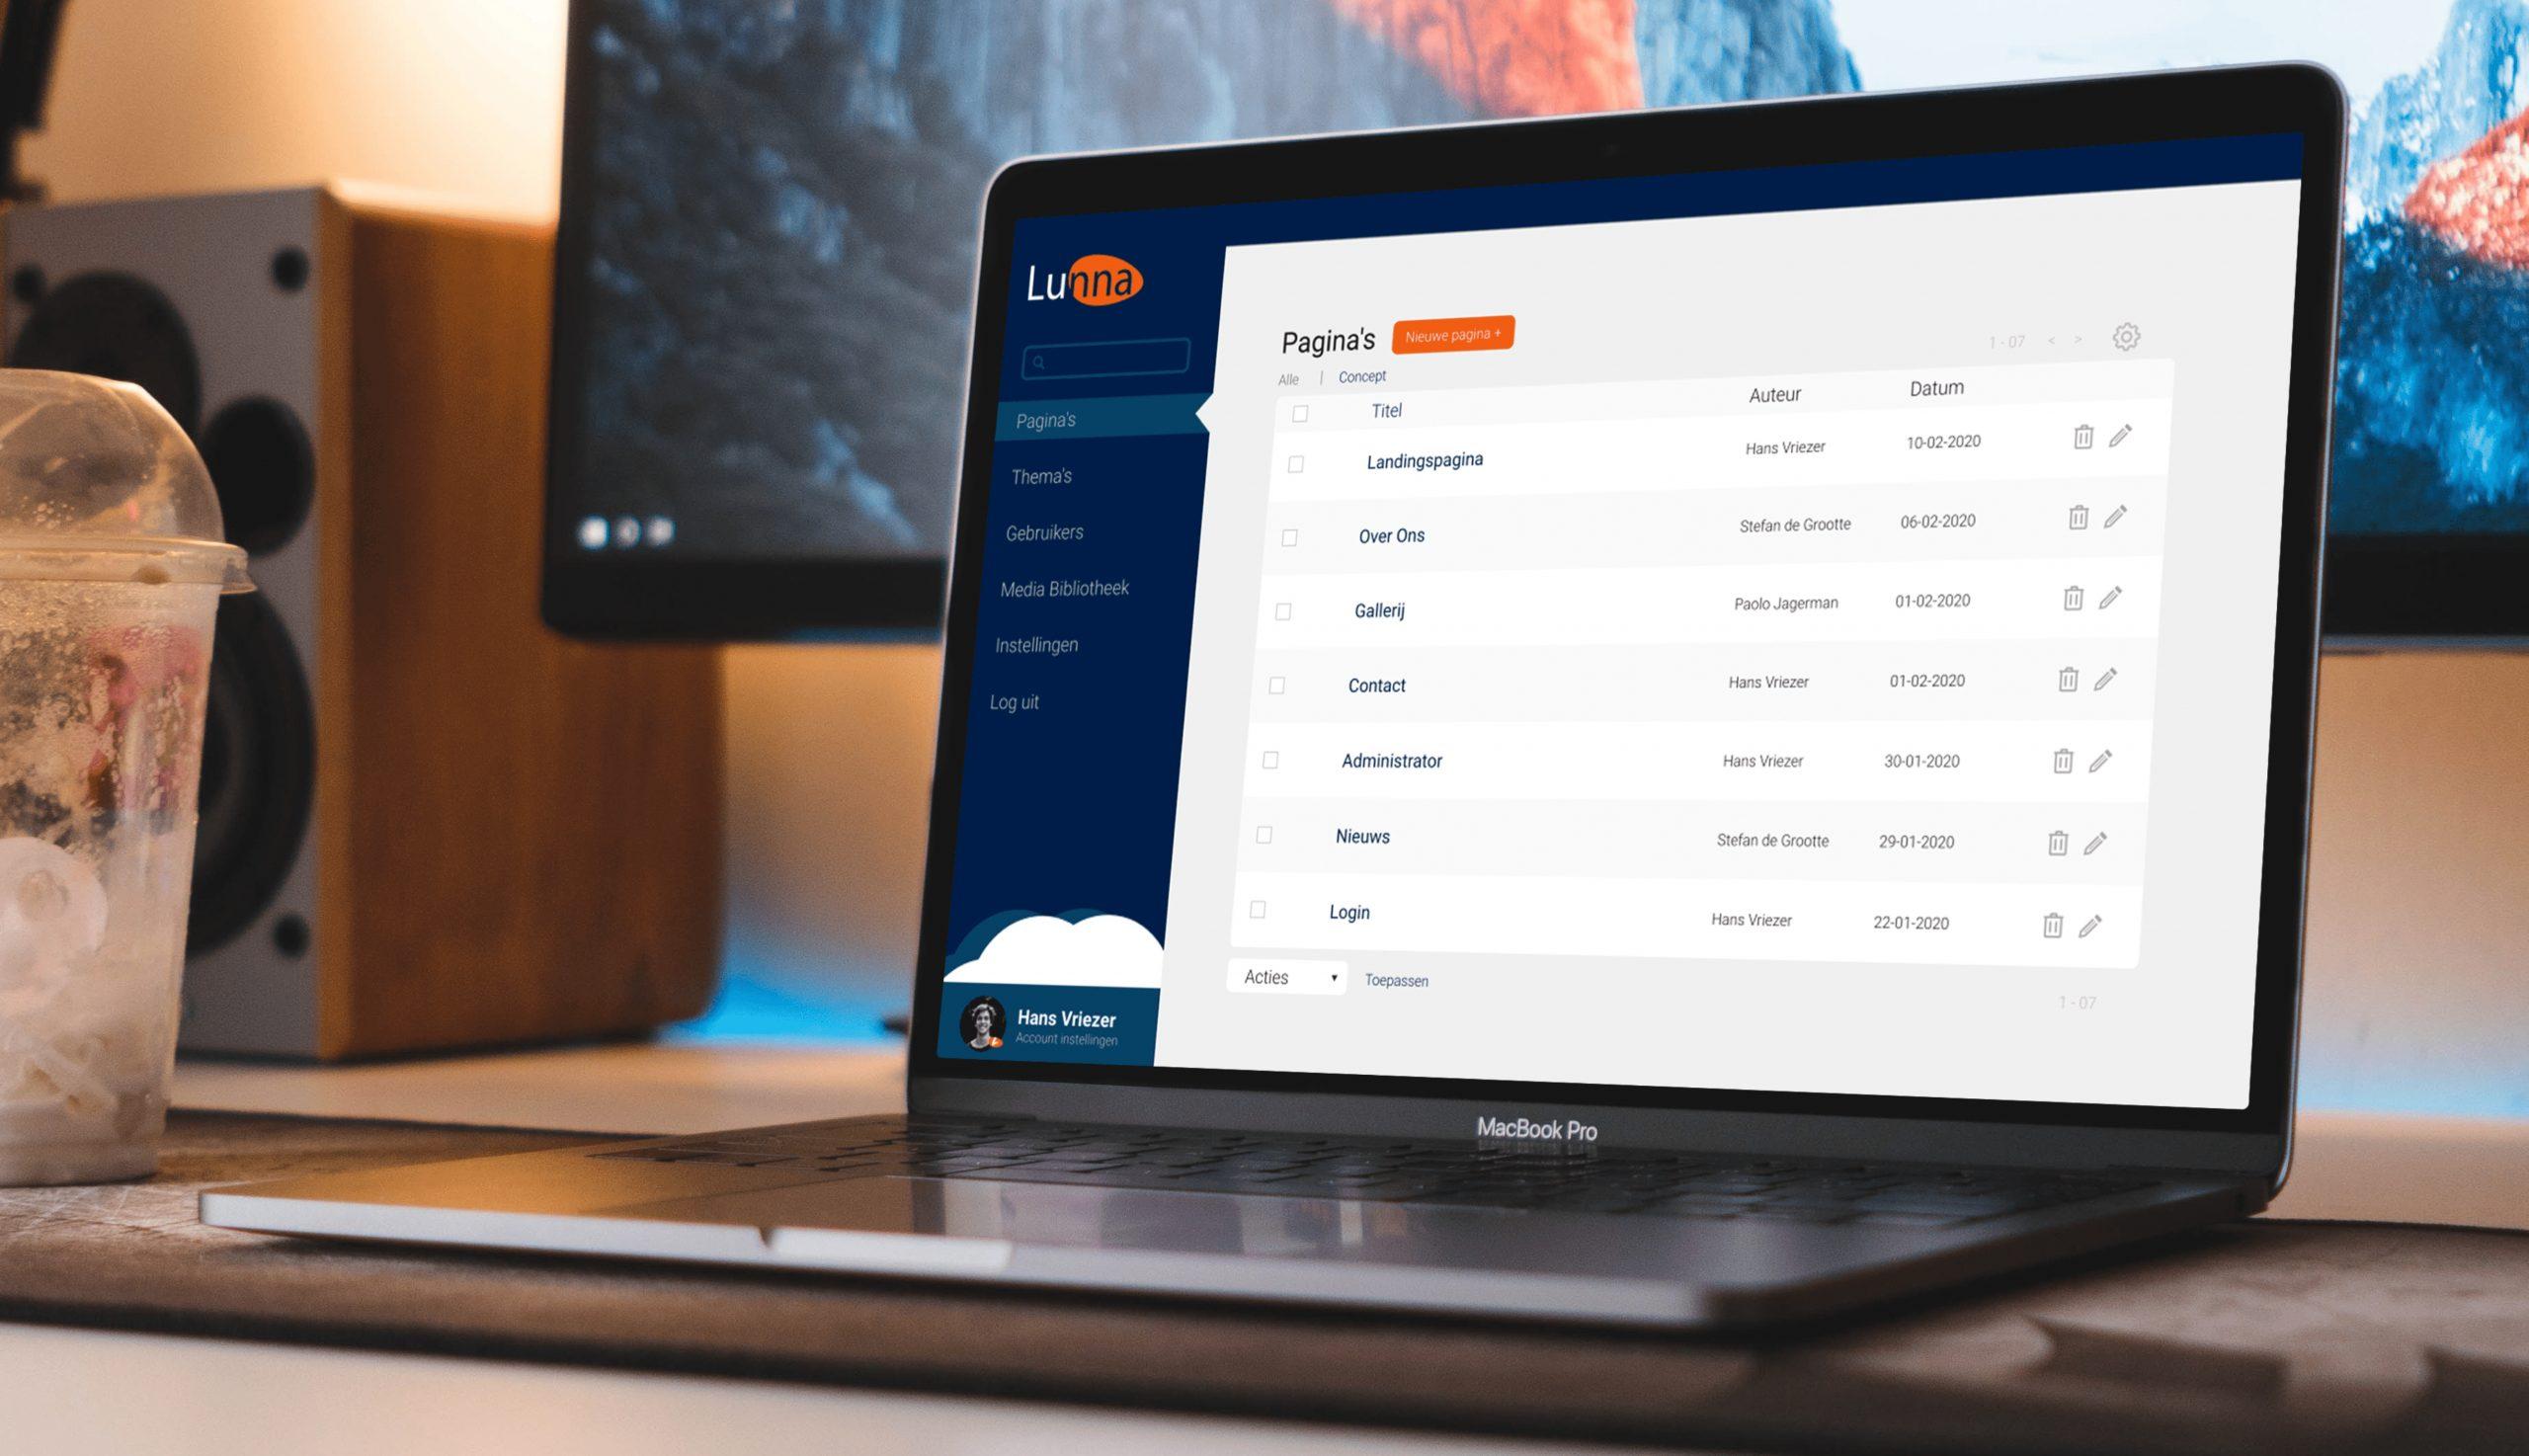 Lunna
Pagina's
Thema's
Gebruikers
Media Bibliotheek
Instellingen
Log uit
Hans Vriezer
Account instellingen
Pagina's Nieuwe pagina +
1 - 07 < >
Alle | Concept
Titel Auteur Datum
Landingspagina Hans Vriezer 10-02-2020
Over Ons Stefan de Grootte 06-02-2020
Gallerij Paolo Jagerman 01-02-2020
Contact Hans Vriezer 01-02-2020
Administrator Hans Vriezer 30-01-2020
Nieuws Stefan de Grootte 29-01-2020
Login Hans Vriezer 22-01-2020
Acties Toepassen
1 - 07
MacBook Pro